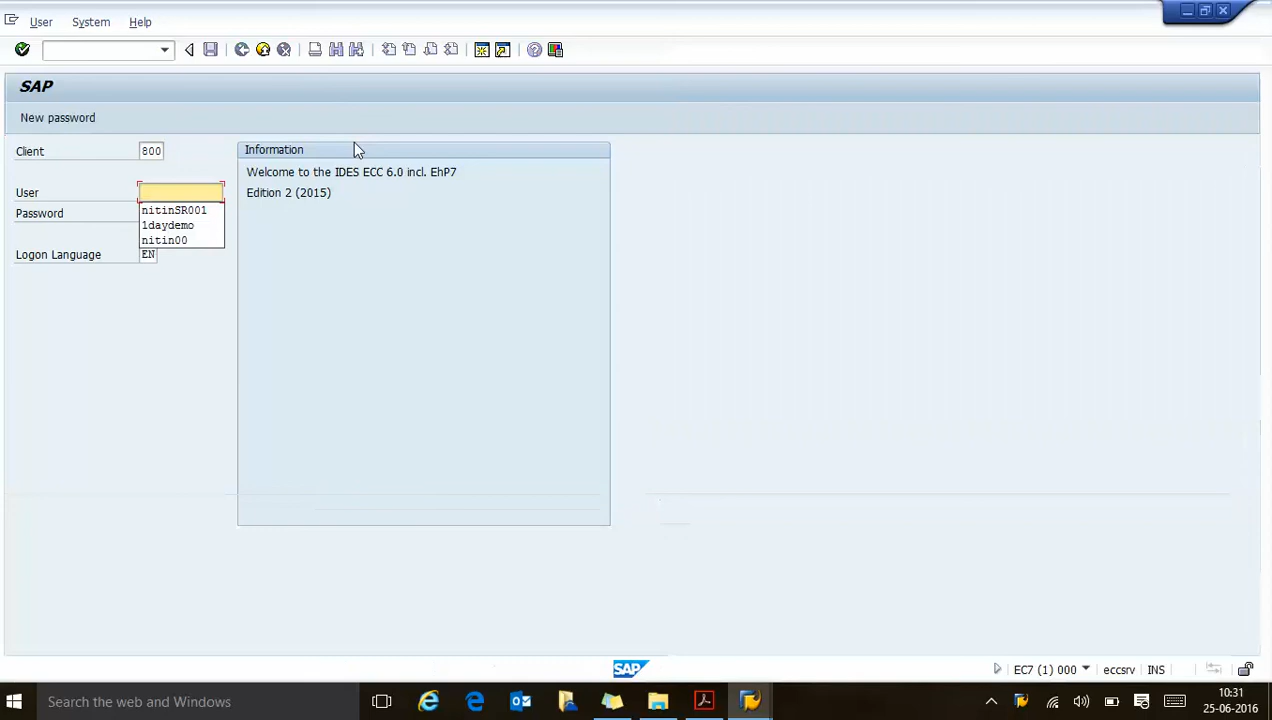 User System Help
SAP
New password
Client 800
Information
Welcome to the IDES ECC 6.0 incl. EhP7
User
Edition 2 (2015)
Password
nitinSR001
1daydemo
nitin00
Logon Language EN
SAP
EC7 (1) 000 eccsrv INS
Search the web and Windows
10:31
25-06-2016